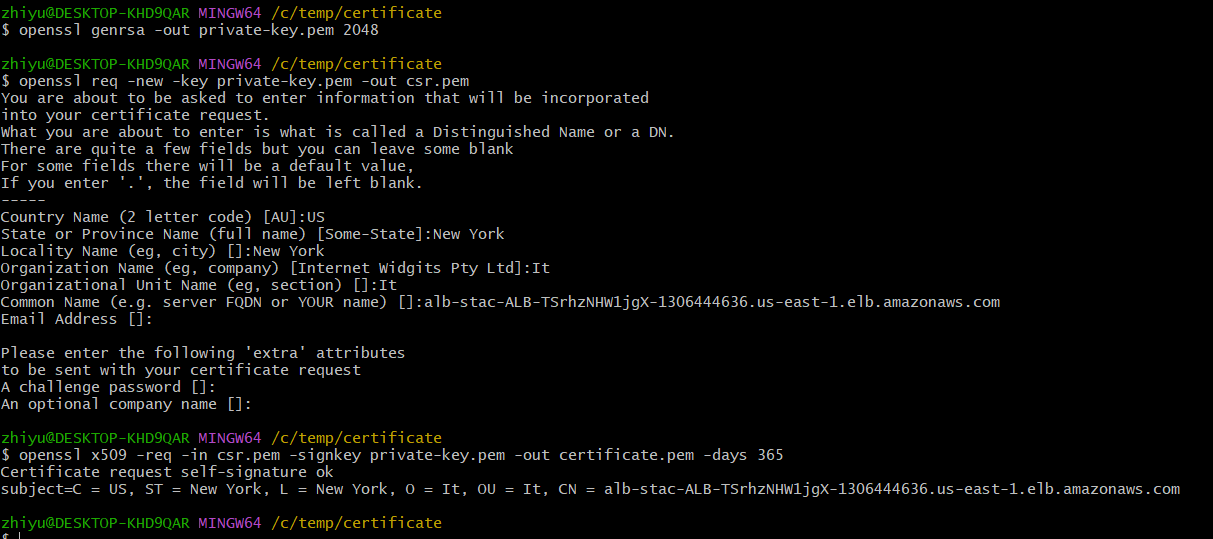 zhiyu@DESKTOP-KHD9QAR MINGW64 /c/temp/certificate
$ openssl genrsa -out private-key.pem 2048
zhiyu@DESKTOP-KHD9QAR MINGW64 /c/temp/certificate
$ openssl req -new -key private-key.pem -out csr.pem
You are about to be asked to enter information that will be incorporated
into your certificate request.
What you are about to enter is what is called a Distinguished Name or a DN.
There are quite a few fields but you can leave some blank
For some fields there will be a default value,
If you enter '.', the field will be left blank.
-----
Country Name (2 letter code) [AU]:US
State or Province Name (full name) [Some-State]:New York
Locality Name (eg, city) []:New York
Organization Name (eg, company) [Internet Widgits Pty Ltd]:It
Organizational Unit Name (eg, section) []:It
Common Name (e.g. server FQDN or YOUR name) []:alb-stac-ALB-TSrhzNHW1jgX-1306444636.us-east-1.elb.amazonaws.com
Email Address []:
Please enter the following 'extra' attributes
to be sent with your certificate request
A challenge password []:
An optional company name []:
zhiyu@DESKTOP-KHD9QAR MINGW64 /c/temp/certificate
$ openssl x509 -req -in csr.pem -signkey private-key.pem -out certificate.pem -days 365
Certificate request self-signature ok
subject=C = US, ST = New York, L = New York, O = It, OU = It, CN = alb-stac-ALB-TSrhzNHW1jgX-1306444636.us-east-1.elb.amazonaws.com
zhiyu@DESKTOP-KHD9QAR MINGW64 /c/temp/certificate
$